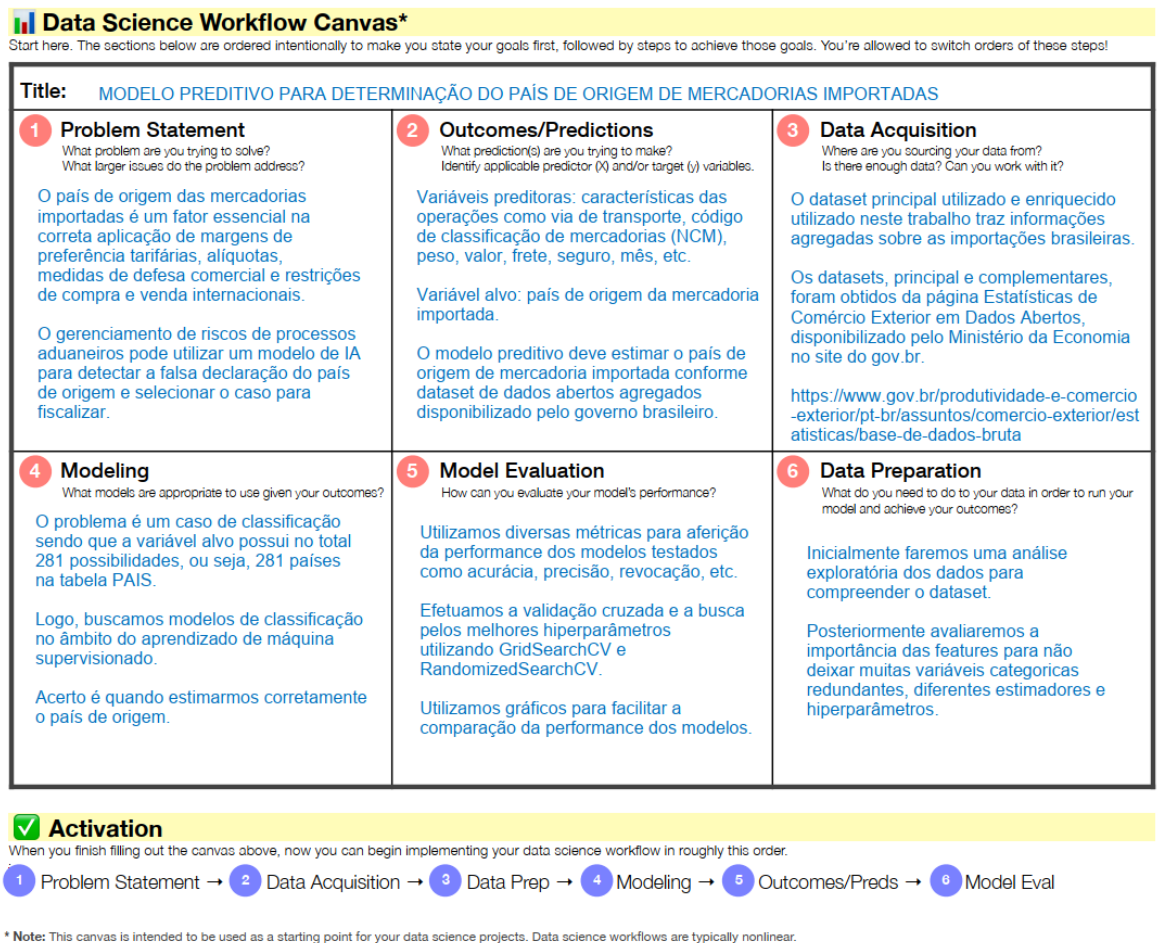 📊 Data Science Workflow Canvas*
Start here. The sections below are ordered intentionally to make you state your goals first, followed by steps to achieve those goals. You're allowed to switch orders of these steps!
Title: MODELO PREDITIVO PARA DETERMINAÇÃO DO PAÍS DE ORIGEM DE MERCADORIAS IMPORTADAS
1 Problem Statement
What problem are you trying to solve?
What larger issues do the problem address?
O país de origem das mercadorias
importadas é um fator essencial na
correta aplicação de margens de
preferência tarifárias, alíquotas,
medidas de defesa comercial e restrições
de compra e venda internacionais.
O gerenciamento de riscos de processos
aduaneiros pode utilizar um modelo de IA
para detectar a falsa declaração do país
de origem e selecionar o caso para
fiscalizar.
2 Outcomes/Predictions
What prediction(s) are you trying to make?
Identify applicable predictor (X) and/or target (y) variables.
Variáveis preditoras: características das
operações como via de transporte, código
de classificação de mercadorias (NCM),
peso, valor, frete, seguro, mês, etc.
Variável alvo: país de origem da mercadoria
importada.
O modelo preditivo deve estimar o país de
origem de mercadoria importada conforme
dataset de dados abertos agregados
disponibilizado pelo governo brasileiro.
3 Data Acquisition
Where are you sourcing your data from?
Is there enough data? Can you work with it?
O dataset principal utilizado e enriquecido
utilizado neste trabalho traz informações
agregadas sobre as importações brasileiras.
Os datasets, principal e complementares,
foram obtidos da página Estatísticas de
Comércio Exterior em Dados Abertos,
disponibilizado pelo Ministério da Economia
no site do gov.br.
https://www.gov.br/produtividade-e-comercio
-exterior/pt-br/assuntos/comercio-exterior/est
atisticas/base-de-dados-bruta
4 Modeling
What models are appropriate to use given your outcomes?
O problema é um caso de classificação
sendo que a variável alvo possui no total
281 possibilidades, ou seja, 281 países
na tabela PAIS.
Logo, buscamos modelos de classificação
no âmbito do aprendizado de máquina
supervisionado.
Acerto é quando estimarmos corretamente
o país de origem.
5 Model Evaluation
How can you evaluate your model's performance?
Utilizamos diversas métricas para aferição
da performance dos modelos testados
como acurácia, precisão, revocação, etc.
Efetuamos a validação cruzada e a busca
pelos melhores hiperparâmetros
utilizando GridSearchCV e
RandomizedSearchCV.
Utilizamos gráficos para facilitar a
comparação da performance dos modelos.
6 Data Preparation
What do you need to do to your data in order to run your
model and achieve your outcomes?
Inicialmente faremos uma análise
exploratória dos dados para
compreender o dataset.
Posteriormente avaliaremos a
importância das features para não
deixar muitas variáveis categoricas
redundantes, diferentes estimadores e
hiperparâmetros.
✅ Activation
When you finish filling out the canvas above, now you can begin implementing your data science workflow in roughly this order.
1 Problem Statement → 2 Data Acquisition → 3 Data Prep → 4 Modeling → 5 Outcomes/Preds → 6 Model Eval
* Note: This canvas is intended to be used as a starting point for your data science projects. Data science workflows are typically nonlinear.